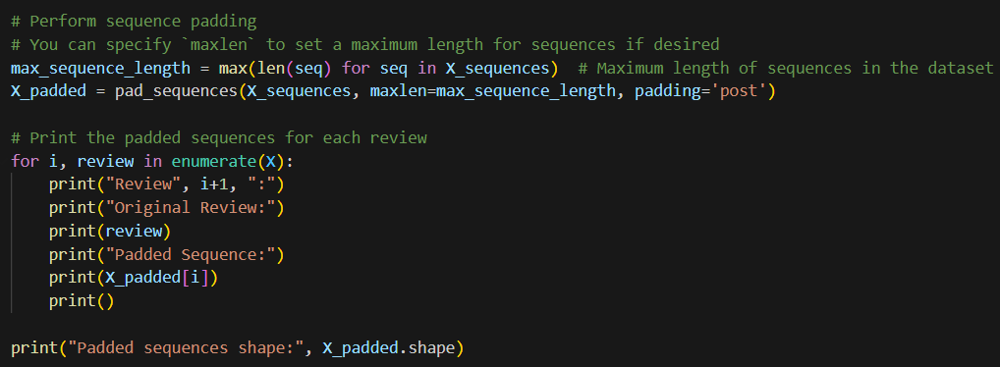 # Perform sequence padding
# You can specify `maxlen` to set a maximum length for sequences if desired
max_sequence_length = max(len(seq) for seq in X_sequences)  # Maximum length of sequences in the dataset
X_padded = pad_sequences(X_sequences, maxlen=max_sequence_length, padding='post')

# Print the padded sequences for each review
for i, review in enumerate(X):
    print("Review", i+1, ":")
    print("Original Review:")
    print(review)
    print("Padded Sequence:")
    print(X_padded[i])
    print()

print("Padded sequences shape:", X_padded.shape)